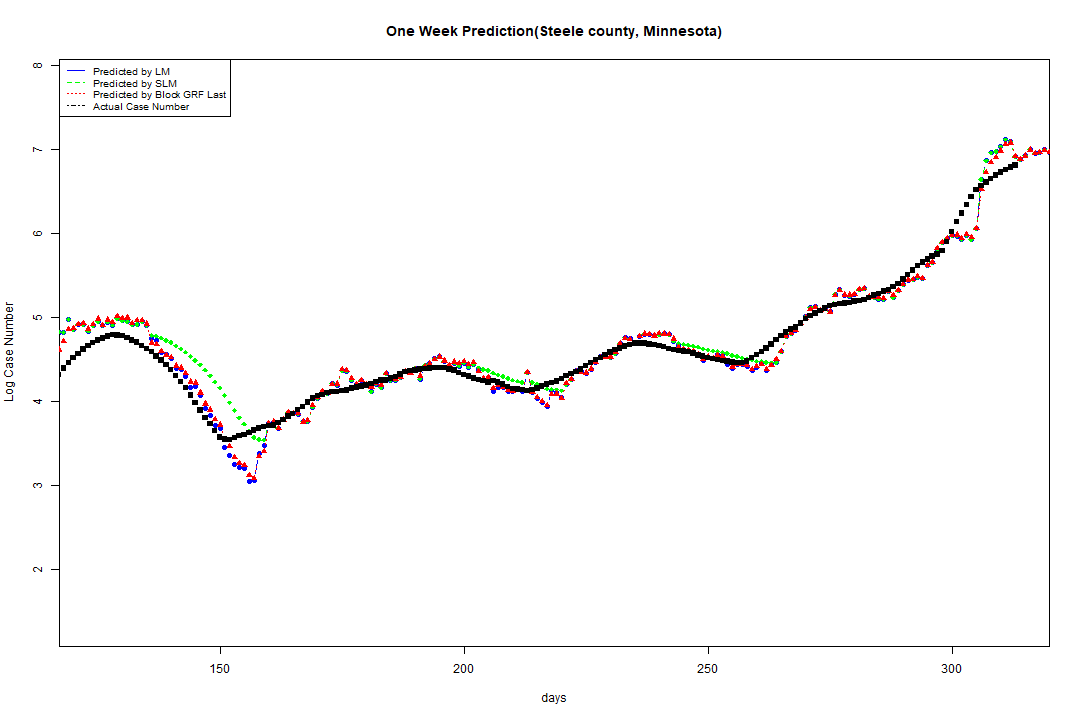 One Week Prediction(Steele county, Minnesota)
Predicted by LM
Predicted by SLM
Predicted by Block GRF Last
Actual Case Number
8
7
6
5
4
3
2
Log Case Number
150 200 250 300
days